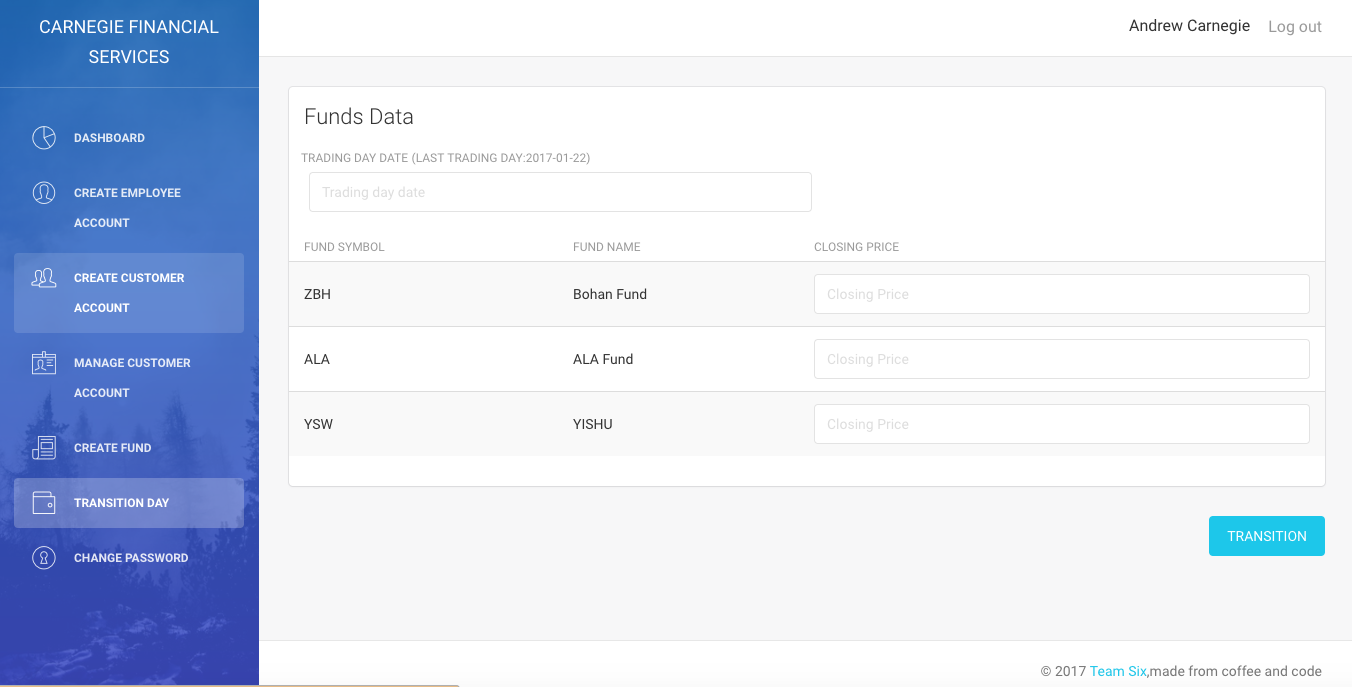 CARNEGIE FINANCIAL
SERVICES
Andrew Carnegie Log out
DASHBOARD
CREATE EMPLOYEE
ACCOUNT
CREATE CUSTOMER
ACCOUNT
MANAGE CUSTOMER
ACCOUNT
CREATE FUND
TRANSITION DAY
CHANGE PASSWORD
Funds Data
TRADING DAY DATE (LAST TRADING DAY:2017-01-22)
Trading day date
FUND SYMBOL FUND NAME CLOSING PRICE
ZBH Bohan Fund Closing Price
ALA ALA Fund Closing Price
YSW YISHU Closing Price
TRANSITION
© 2017 Team Six,made from coffee and code